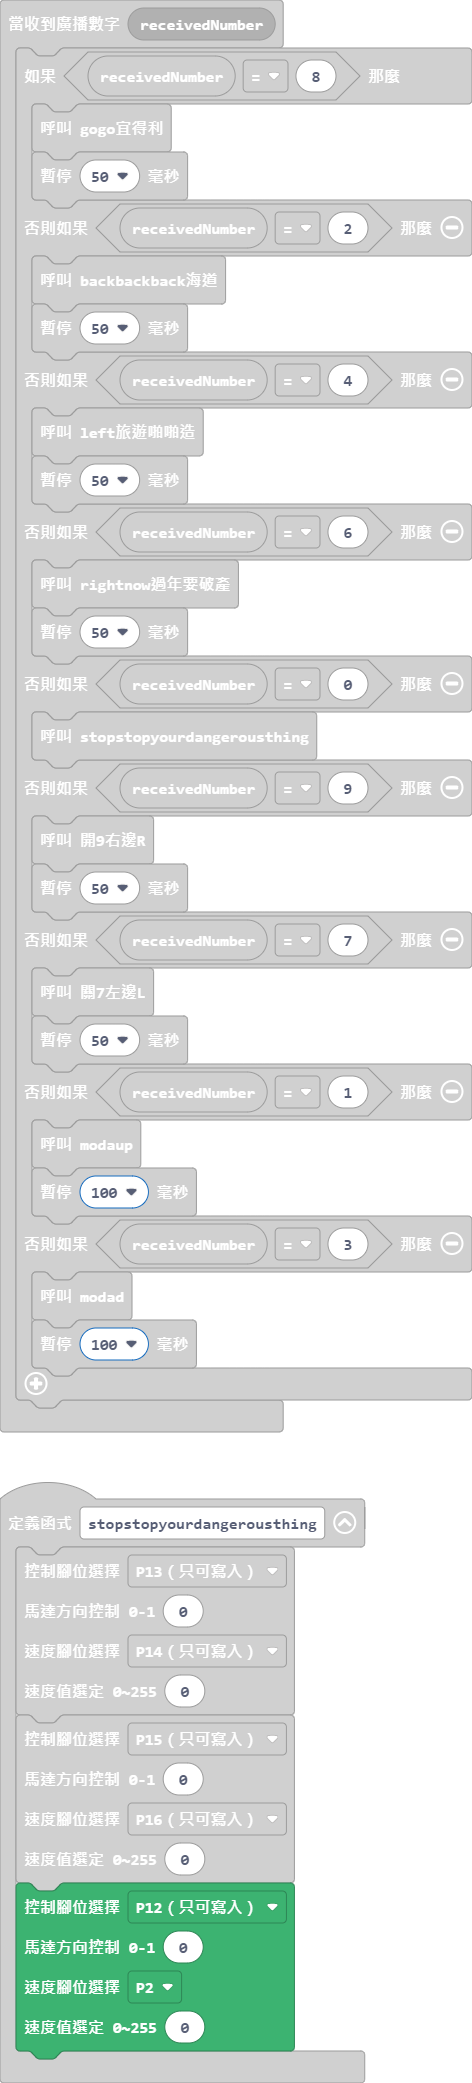 當收到廣播數字 receivedNumber
如果 receivedNumber = 8 那麼
呼叫 gogo宜得利
暫停 50 毫秒
否則如果 receivedNumber = 2 那麼
呼叫 backbackback海道
暫停 50 毫秒
否則如果 receivedNumber = 4 那麼
呼叫 left旅遊啪啪造
暫停 50 毫秒
否則如果 receivedNumber = 6 那麼
呼叫 rightnow過年要破產
暫停 50 毫秒
否則如果 receivedNumber = 0 那麼
呼叫 stopstopyourdangerousthing
否則如果 receivedNumber = 9 那麼
呼叫 開9右邊R
暫停 50 毫秒
否則如果 receivedNumber = 7 那麼
呼叫 關7左邊L
暫停 50 毫秒
否則如果 receivedNumber = 1 那麼
呼叫 modaup
暫停 100 毫秒
否則如果 receivedNumber = 3 那麼
呼叫 modad
暫停 100 毫秒
定義函式 stopstopyourdangerousthing
控制腳位選擇 P13（只可寫入）
馬達方向控制 0-1 0
速度腳位選擇 P14（只可寫入）
速度值選定 0~255 0
控制腳位選擇 P15（只可寫入）
馬達方向控制 0-1 0
速度腳位選擇 P16（只可寫入）
速度值選定 0~255 0
控制腳位選擇 P12（只可寫入）
馬達方向控制 0-1 0
速度腳位選擇 P2
速度值選定 0~255 0